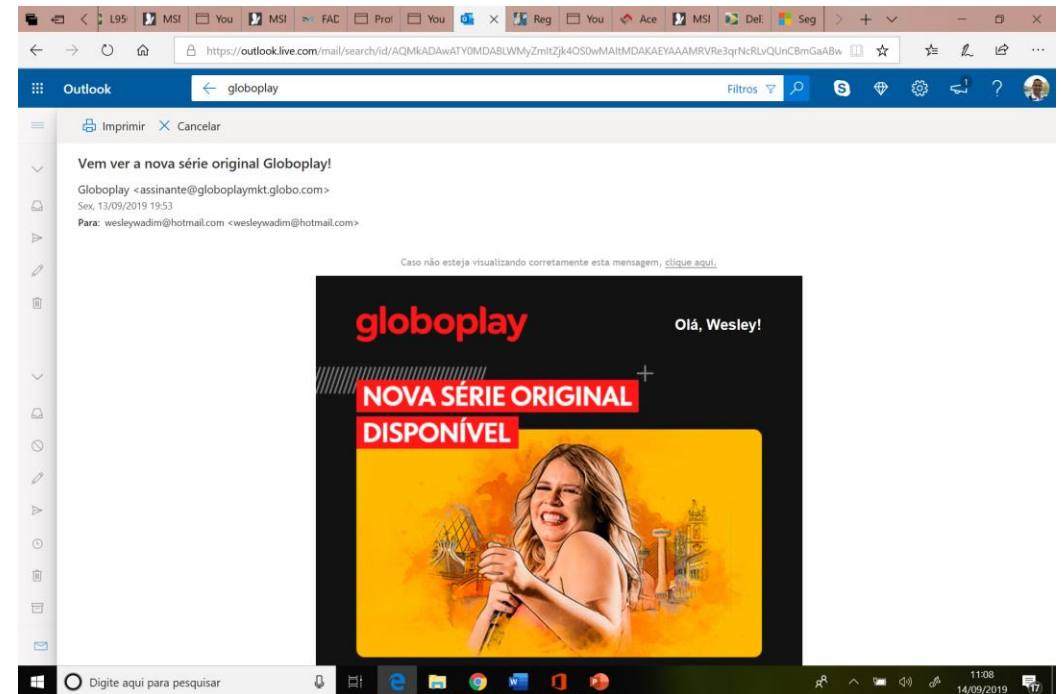 L95
MSI
You
MSI
FAC
Prot
You
Reg
You
Ace
MSI
Del:
Seg
https://outlook.live.com/mail/search/id/AQMkADAwATY0MDABLWMyZmItZjk4OS0wMAItMDAKAEYAAAMRVRe3qrNcRLvQUnCBmGaABw
Outlook
globoplay
Filtros
Imprimir
Cancelar
Vem ver a nova série original Globoplay!
Globoplay <assinante@globoplaymkt.globo.com>
Sex, 13/09/2019 19:53
Para: wesleywadim@hotmail.com <wesleywadim@hotmail.com>
Caso não esteja visualizando corretamente esta mensagem, clique aqui.
globoplay
Olá, Wesley!
NOVA SÉRIE ORIGINAL
DISPONÍVEL
Digite aqui para pesquisar
11:08
14/09/2019
17